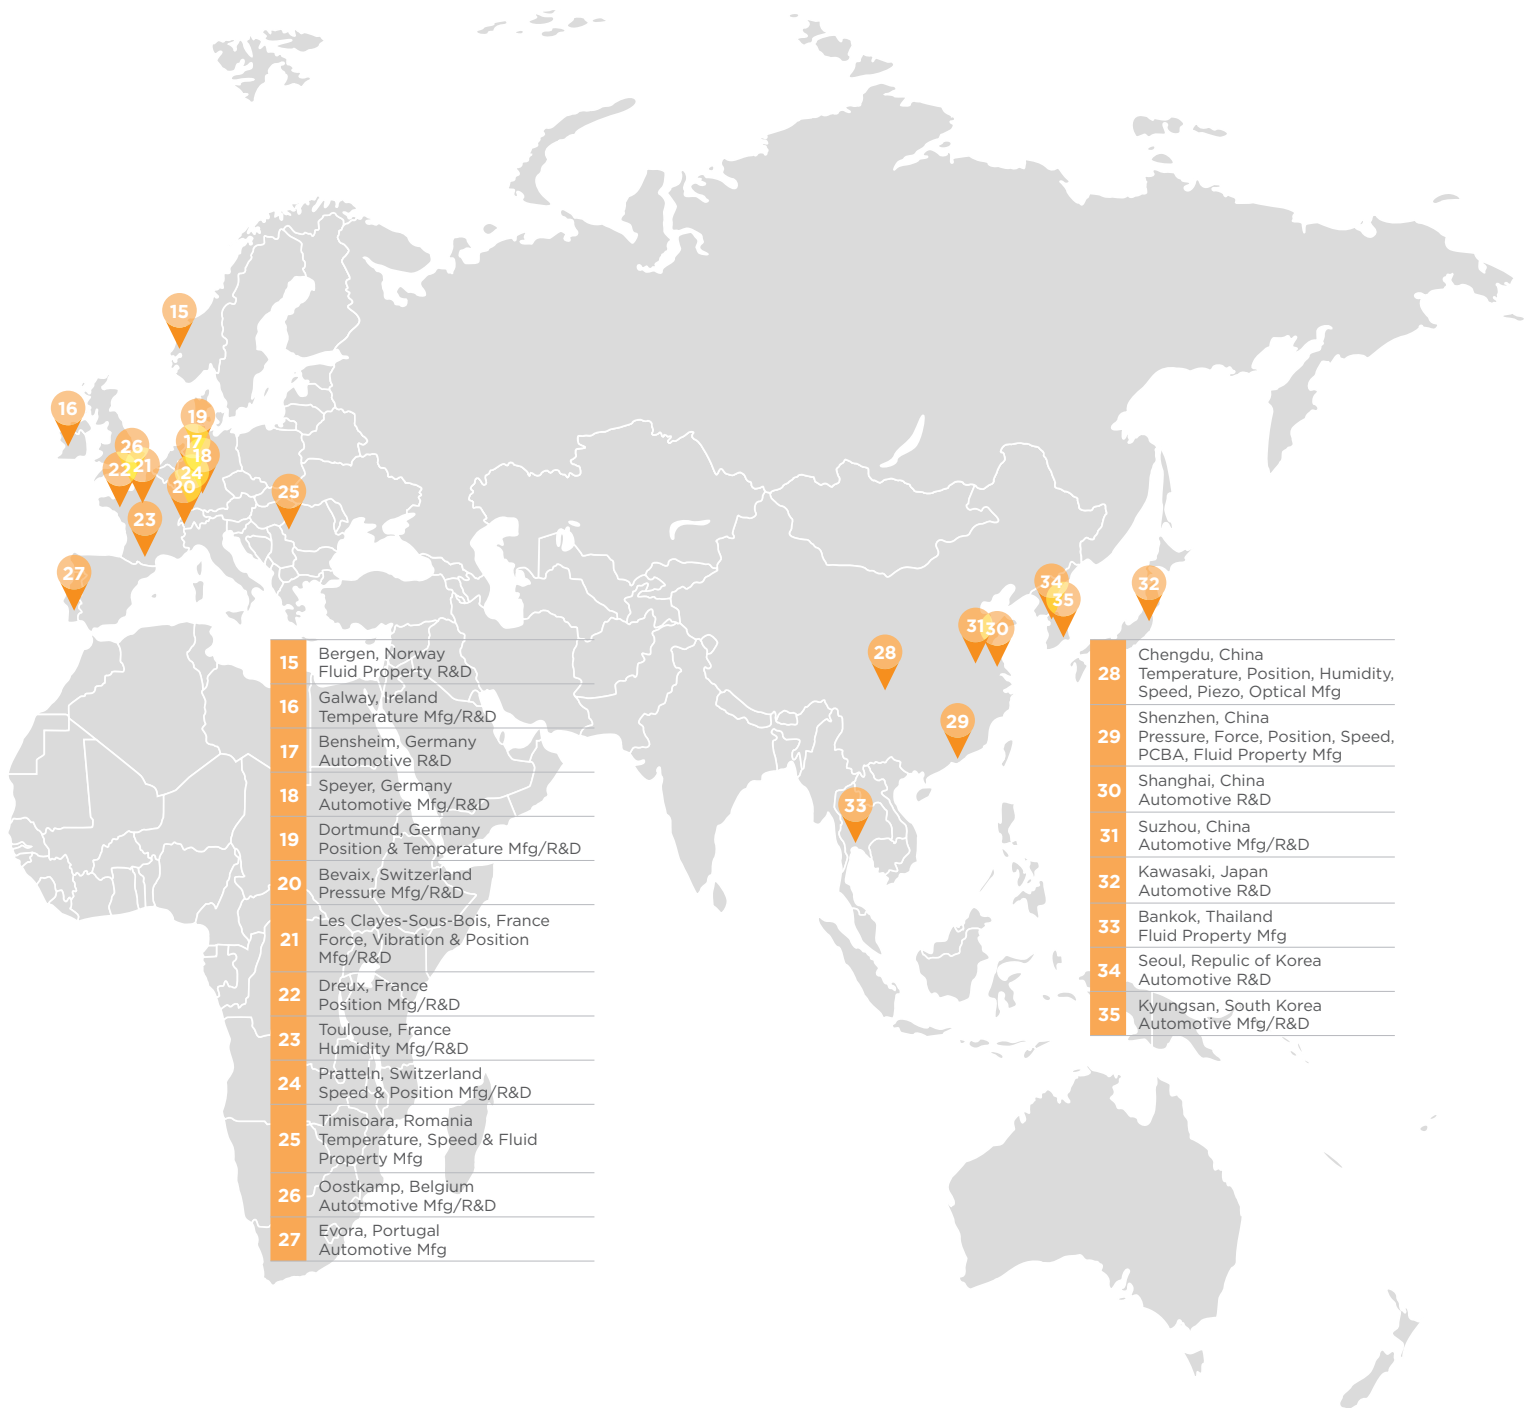 15
16
19
17
26
18
21
22
24
20
25
23
27
34
35
32
31
30
28
29
33
15
Bergen, Norway
Fluid Property R&D
16
Galway, Ireland
Temperature Mfg/R&D
17
Bensheim, Germany
Automotive R&D
18
Speyer, Germany
Automotive Mfg/R&D
19
Dortmund, Germany
Position & Temperature Mfg/R&D
20
Bevaix, Switzerland
Pressure Mfg/R&D
21
Les Clayes-Sous-Bois, France
Force, Vibration & Position
Mfg/R&D
22
Dreux, France
Position Mfg/R&D
23
Toulouse, France
Humidity Mfg/R&D
24
Pratteln, Switzerland
Speed & Position Mfg/R&D
25
Timisoara, Romania
Temperature, Speed & Fluid
Property Mfg
26
Oostkamp, Belgium
Autotmotive Mfg/R&D
27
Evora, Portugal
Automotive Mfg
28
Chengdu, China
Temperature, Position, Humidity,
Speed, Piezo, Optical Mfg
29
Shenzhen, China
Pressure, Force, Position, Speed,
PCBA, Fluid Property Mfg
30
Shanghai, China
Automotive R&D
31
Suzhou, China
Automotive Mfg/R&D
32
Kawasaki, Japan
Automotive R&D
33
Bankok, Thailand
Fluid Property Mfg
34
Seoul, Repulic of Korea
Automotive R&D
35
Kyungsan, South Korea
Automotive Mfg/R&D